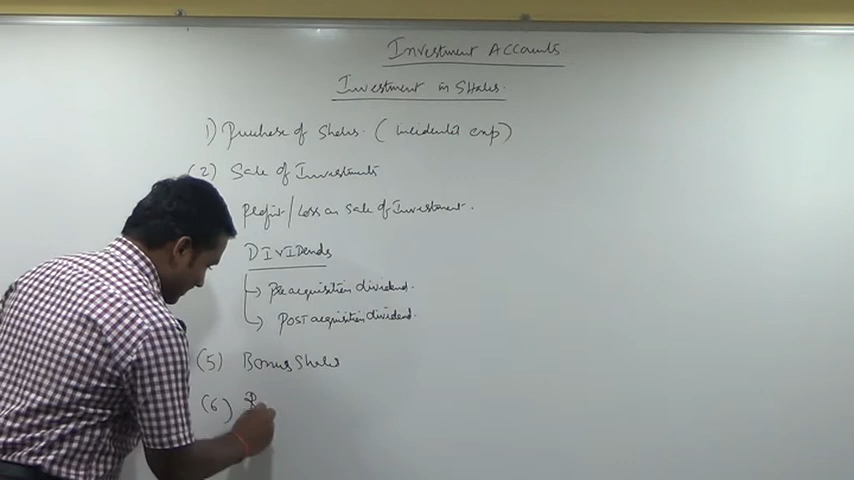 Investment Accounts
Investment in Shares.
1) Purchase of Shares. (incidental exp)
(2) Sale of Investments
Profit/Loss on Sale of Investment.
DIVIDends
Pre acquisition dividend.
POST acquisition dividend.
(5) Bonus Shares
(6) R